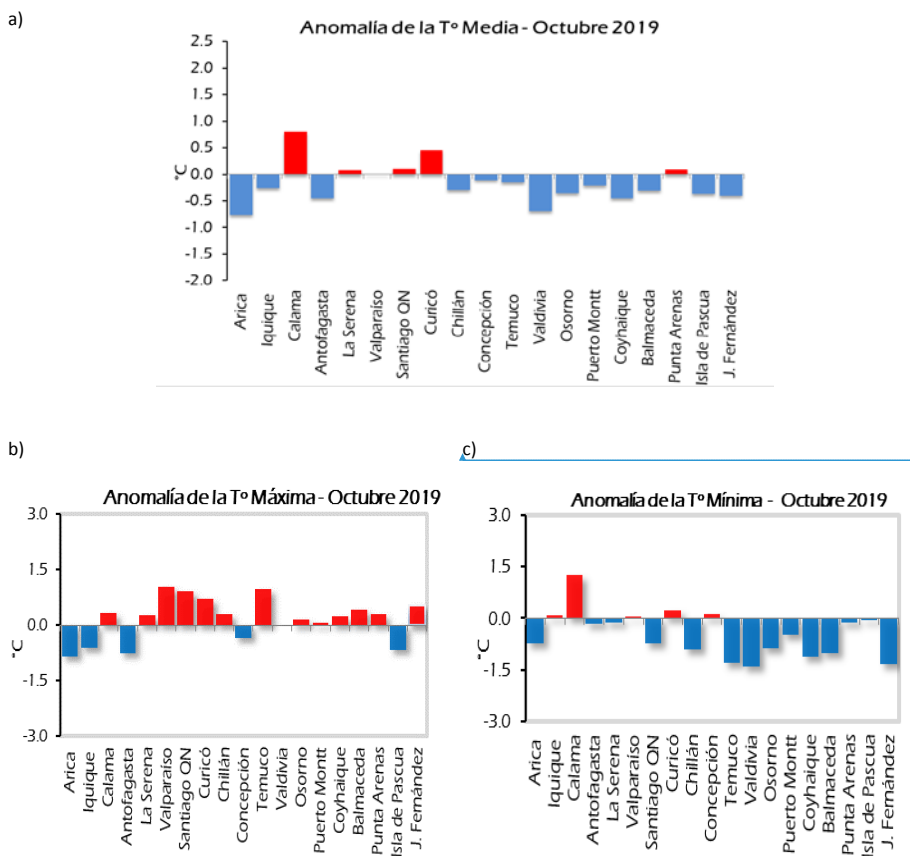 a)
Anomalía de la Tº Media - Octubre 2019
2.5
2.0
1.5
1.0
0.5
0.0
-0.5
-1.0
-1.5
-2.0
°C
Arica
Iquique
Calama
Antofagasta
La Serena
Valparaíso
Santiago QN
Curicó
Chillán
Concepción
Temuco
Valdivia
Osorno
Puerto Montt
Coyhaique
Balmaceda
Punta Arenas
Isla de Pascua
J. Fernández
b)
Anomalía de la Tº Máxima - Octubre 2019
3.0
1.5
0.0
-1.5
-3.0
°C
Arica
Iquique
Calama
Antofagasta
La Serena
Valparaíso
Santiago QN
Curicó
Chillán
Concepción
Temuco
Valdivia
Osorno
Puerto Montt
Coyhaique
Balmaceda
Punta Arenas
Isla de Pascua
J. Fernández
c)
Anomalía de la Tº Mínima - Octubre 2019
3.0
1.5
0.0
-1.5
-3.0
°C
Arica
Iquique
Calama
Antofagasta
La Serena
Valparaíso
Santiago QN
Curicó
Chillán
Concepción
Temuco
Valdivia
Osorno
Puerto Montt
Coyhaique
Balmaceda
Punta Arenas
Isla de Pascua
J. Fernández